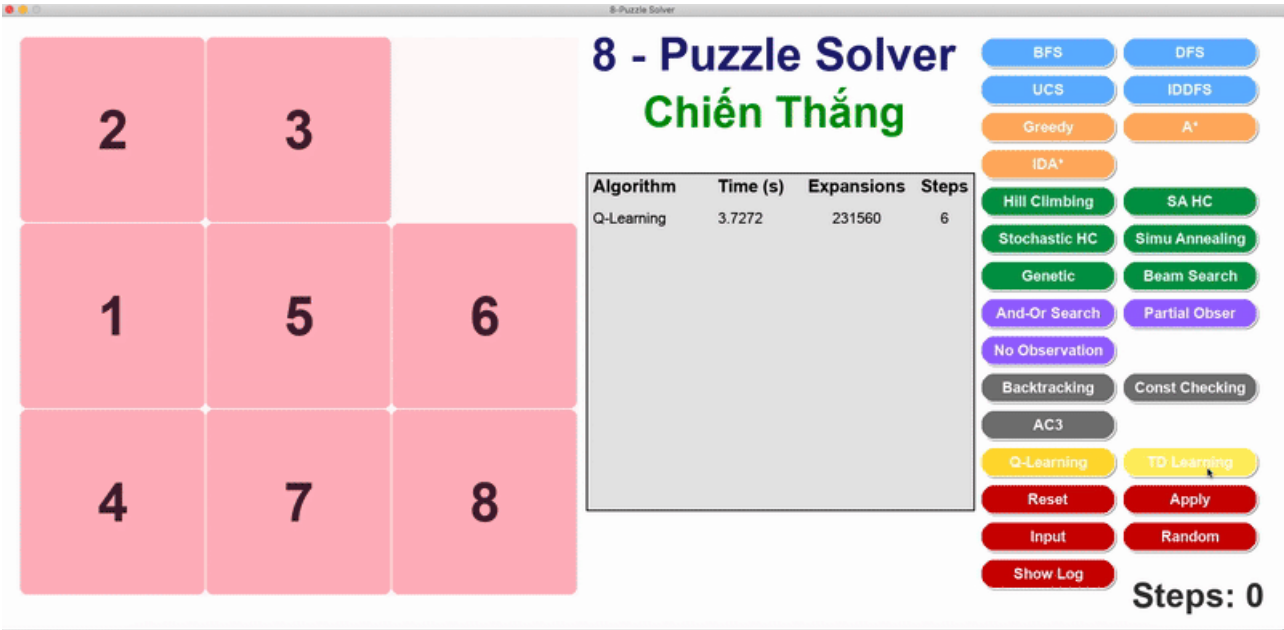 8-Puzzle Solver
2 3
1 5 6
4 7 8
8 - Puzzle Solver
Chiến Thắng
Algorithm Time (s) Expansions Steps
Q-Learning 3.7272 231560 6
BFS DFS
UCS IDDFS
Greedy A*
IDA*
Hill Climbing SA HC
Stochastic HC Simu Annealing
Genetic Beam Search
And-Or Search Partial Obser
No Observation
Backtracking Const Checking
AC3
Q-Learning TD Learning
Reset Apply
Input Random
Show Log
Steps: 0